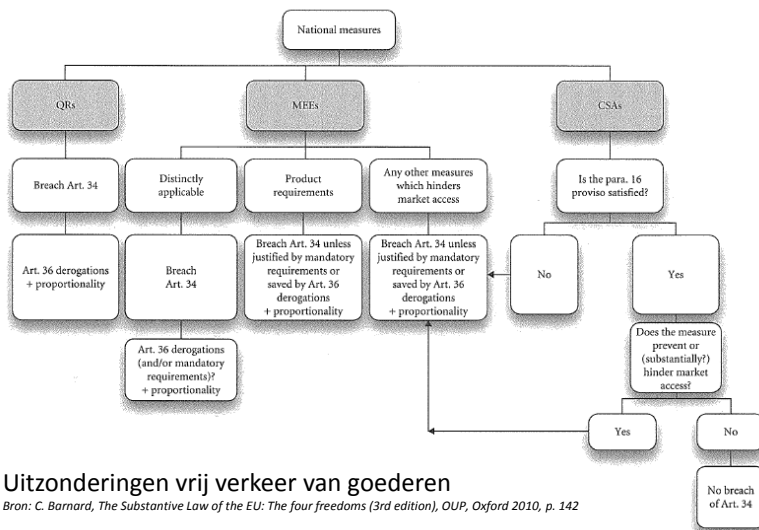 National measures
QRs
MEEs
CSAs
Breach Art. 34
Distinctly
applicable
Product
requirements
Any other measures
which hinders
market access
Is the para. 16
proviso satisfied?
Art. 36 derogations
+ proportionality
Breach
Art. 34
Breach Art. 34 unless
justified by mandatory
requirements or
saved by Art. 36
derogations
+ proportionality
Breach Art. 34 unless
justified by mandatory
requirements or
saved by Art. 36
derogations
+ proportionality
No
Yes
Art. 36 derogations
(and/or mandatory
requirements)?
+ proportionality
Does the measure
prevent or
(substantially?)
hinder market
access?
Yes
No
No breach
of Art. 34
Uitzonderingen vrij verkeer van goederen
Bron: C. Barnard, The Substantive Law of the EU: The four freedoms (3rd edition), OUP, Oxford 2010, p. 142